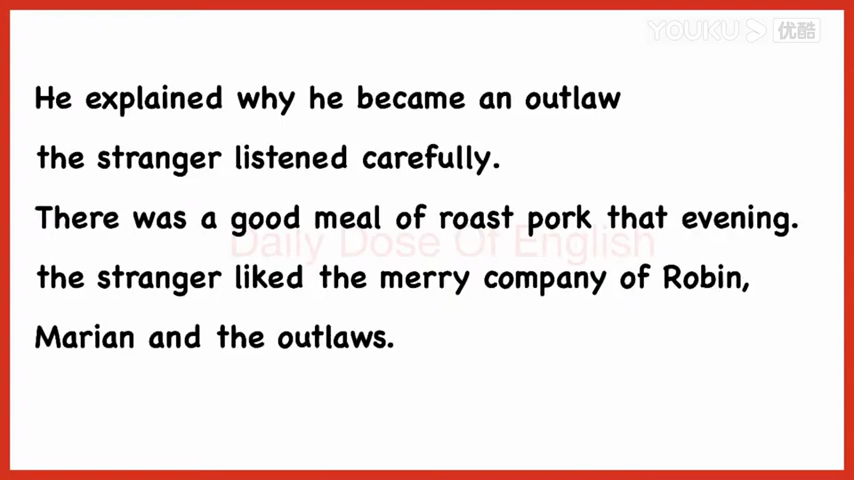 YOUKU 优酷
He explained why he became an outlaw
the stranger listened carefully.
There was a good meal of roast pork that evening.
Daily Dose Of English
the stranger liked the merry company of Robin,
Marian and the outlaws.